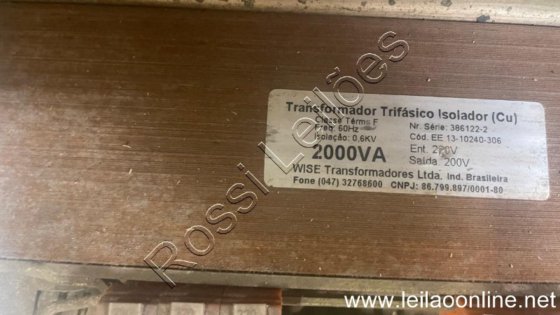 Transformador Trifásico Isolador (Cu)
Classe Térms F
Freq: 60Hz
Isolação: 0,6KV
Nr. Série: 386122-2
Cód. EE 13-10240-306
2000VA
Ent. 220V
Saída 200V
WISE Transformadores Ltda. Ind. Brasileira
Fone (047) 32768600 CNPJ: 86.799.897/0001-80
Rossi Leilões
www.leilaoonline.net